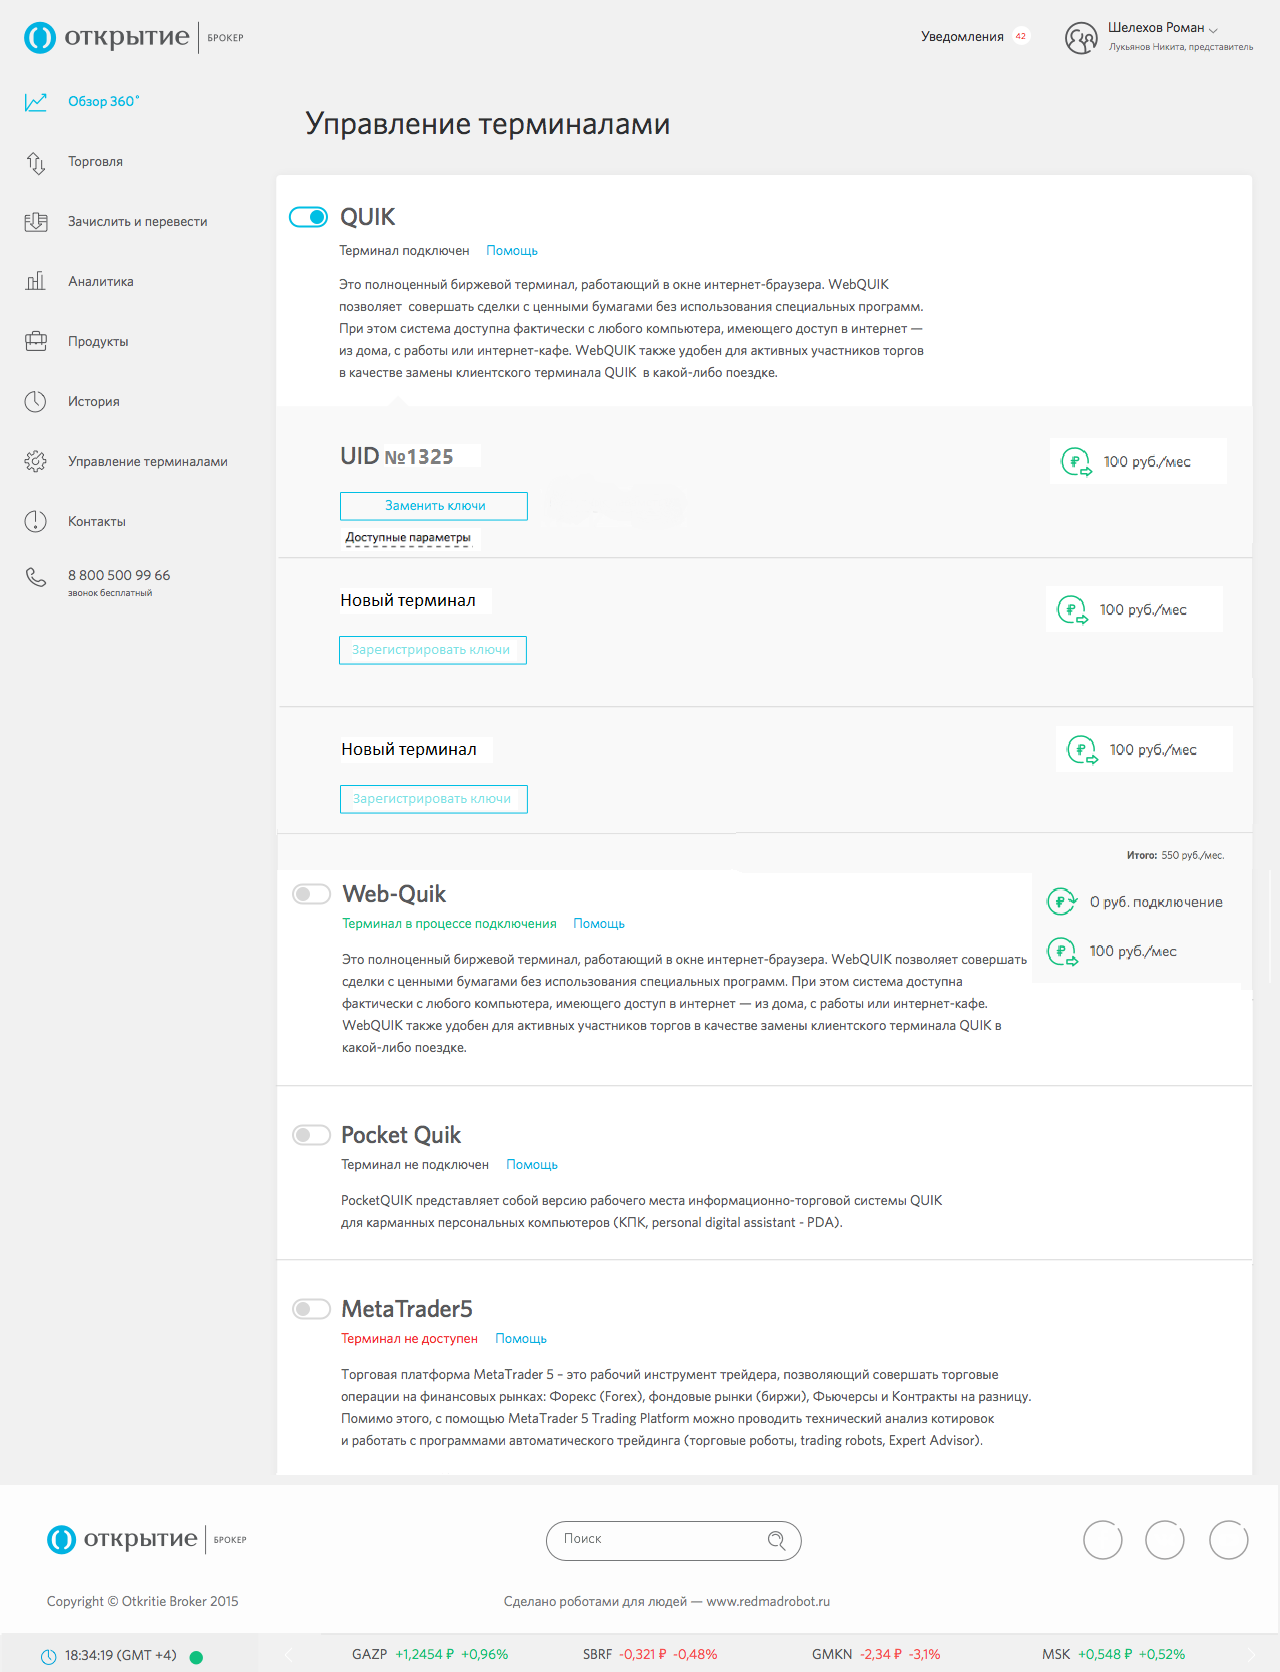 открытие БРОКЕР
Уведомления 42
Шелехов Роман
Лукьянов Никита, представитель
Обзор 360°
Торговля
Зачислить и перевести
Аналитика
Продукты
История
Управление терминалами
Контакты
8 800 500 99 66
звонок бесплатный
Управление терминалами
QUIK
Терминал подключен Помощь
Это полноценный биржевой терминал, работающий в окне интернет-браузера. WebQUIK
позволяет совершать сделки с ценными бумагами без использования специальных программ.
При этом система доступна фактически с любого компьютера, имеющего доступ в интернет —
из дома, с работы или интернет-кафе. WebQUIK также удобен для активных участников торгов
в качестве замены клиентского терминала QUIK в какой-либо поездке.
UID №1325
100 руб./мес
Заменить ключи
Доступные параметры
Новый терминал
100 руб./мес
Зарегистрировать ключи
Новый терминал
100 руб./мес
Зарегистрировать ключи
Итого: 550 руб./мес.
Web-Quik
0 руб. подключение
Терминал в процессе подключения Помощь
100 руб./мес
Это полноценный биржевой терминал, работающий в окне интернет-браузера. WebQUIK позволяет совершать
сделки с ценными бумагами без использования специальных программ. При этом система доступна
фактически с любого компьютера, имеющего доступ в интернет — из дома, с работы или интернет-кафе.
WebQUIK также удобен для активных участников торгов в качестве замены клиентского терминала QUIK в
какой-либо поездке.
Pocket Quik
Терминал не подключен Помощь
PocketQUIK представляет собой версию рабочего места информационно-торговой системы QUIK
для карманных персональных компьютеров (КПК, personal digital assistant - PDA).
MetaTrader5
Терминал не доступен Помощь
Торговая платформа MetaTrader 5 – это рабочий инструмент трейдера, позволяющий совершать торговые
операции на финансовых рынках: Форекс (Forex), фондовые рынки (биржи), Фьючерсы и Контракты на разницу.
Помимо этого, с помощью MetaTrader 5 Trading Platform можно проводить технический анализ котировок
и работать с программами автоматического трейдинга (торговые роботы, trading robots, Expert Advisor).
открытие БРОКЕР
Поиск
Copyright © Otkritie Broker 2015
Сделано роботами для людей — www.redmadrobot.ru
18:34:19 (GMT +4) GAZP +1,2454 ₽ +0,96% SBRF -0,321 ₽ -0,48% GMKN -2,34 ₽ -3,1% MSK +0,548 ₽ +0,52%